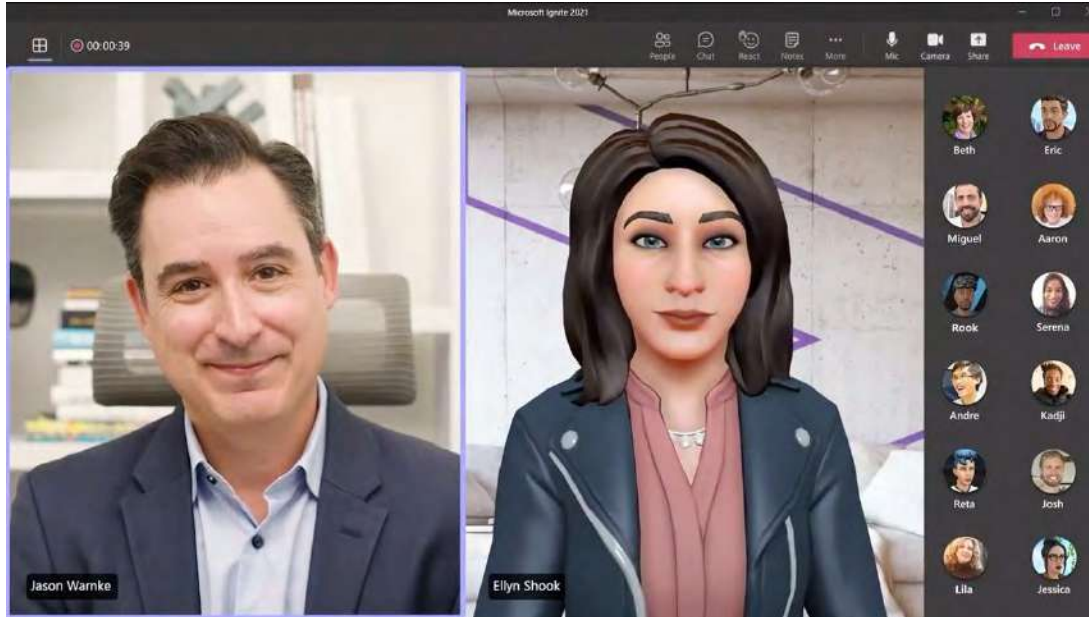 Microsoft Ignite 2021
00:00:39
People
Chat
React
Notes
More
Mic
Camera
Share
Leave
Beth
Eric
Miguel
Aaron
Rook
Serena
Andre
Kadji
Reta
Josh
Lila
Jessica
Jason Warnke
Ellyn Shook